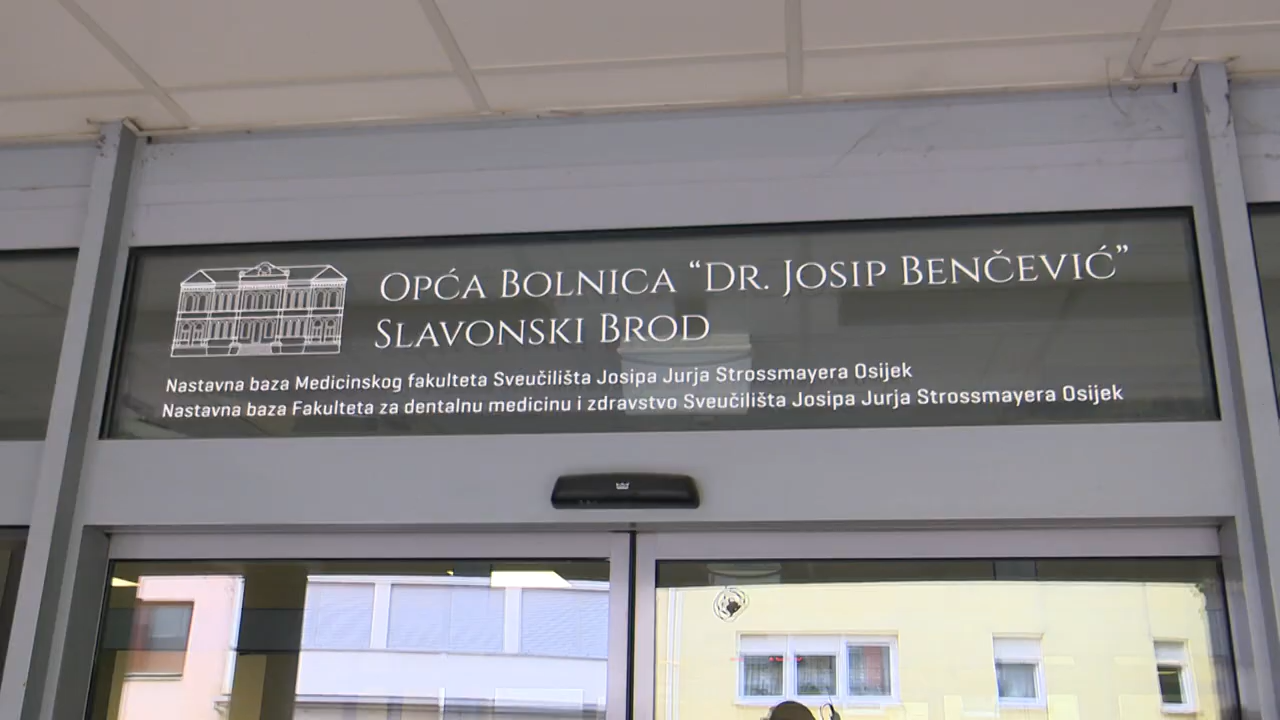 OPĆA BOLNICA “DR. JOSIP BENČEVIĆ”
SLAVONSKI BROD
Nastavna baza Medicinskog fakulteta Sveučilišta Josipa Jurja Strossmayera Osijek
Nastavna baza Fakulteta za dentalnu medicinu i zdravstvo Sveučilišta Josipa Jurja Strossmayera Osijek